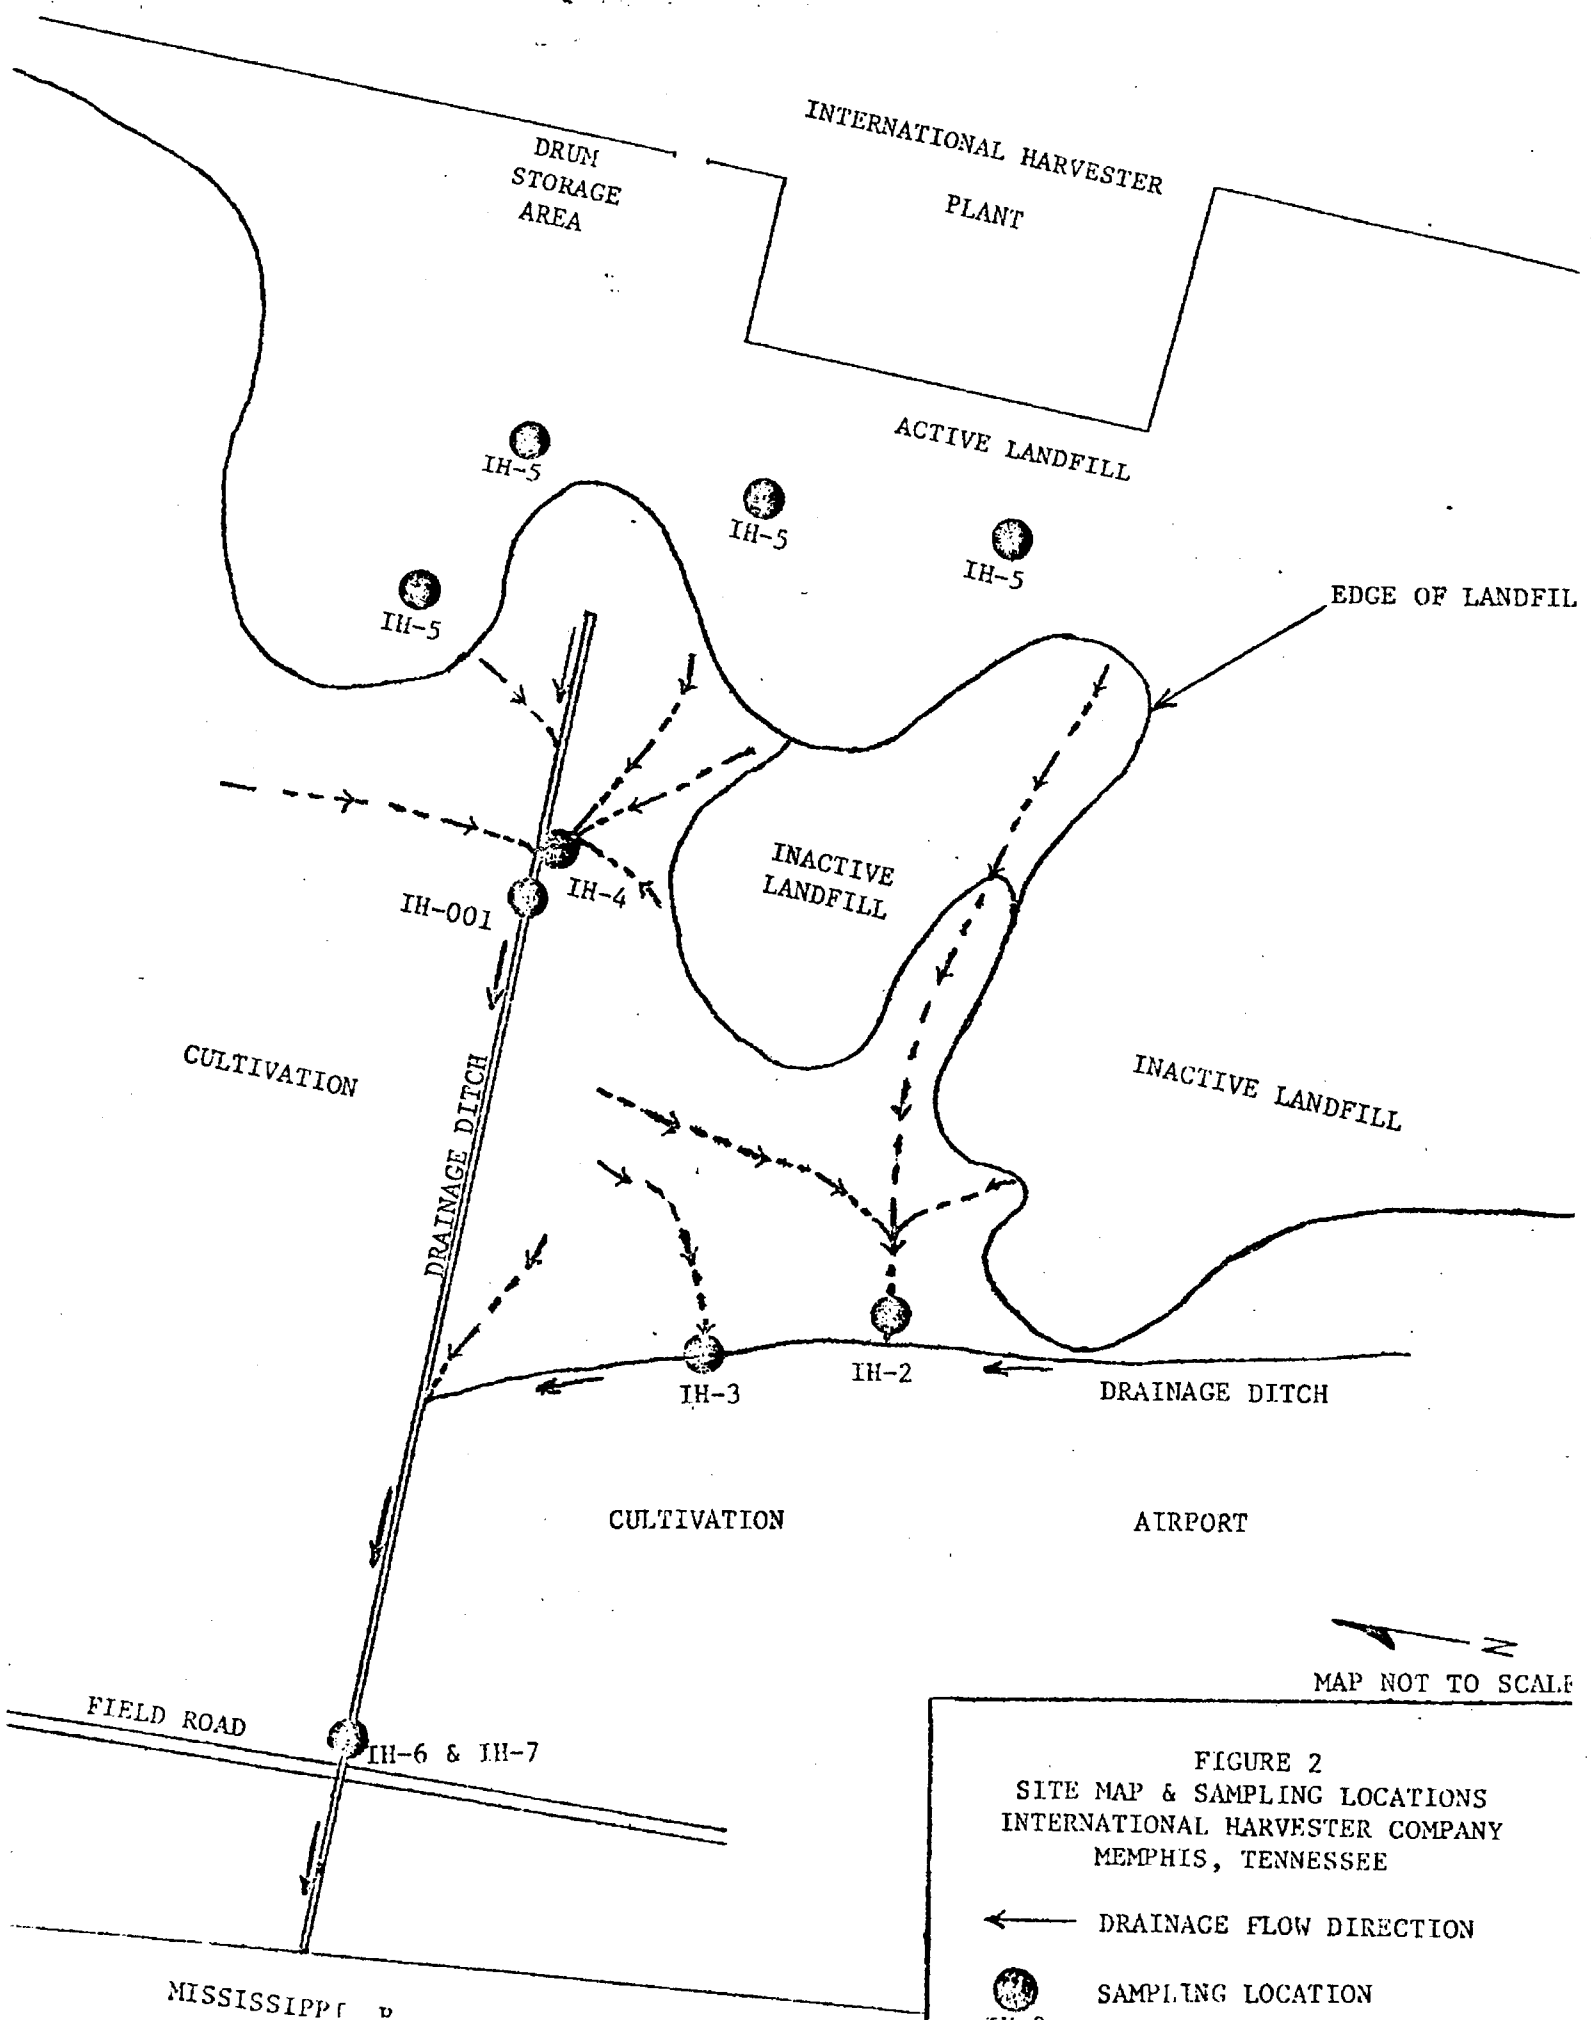 INTERNATIONAL HARVESTER
PLANT
DRUM
STORAGE
AREA
ACTIVE LANDFILL
IH-5
IH-5
IH-5
IH-5
EDGE OF LANDFIL
INACTIVE
LANDFILL
IH-4
IH-001
CULTIVATION
DRAINAGE DITCH
INACTIVE LANDFILL
IH-2
IH-3
DRAINAGE DITCH
CULTIVATION
AIRPORT
N
MAP NOT TO SCALE
FIELD ROAD
IH-6 & IH-7
FIGURE 2
SITE MAP & SAMPLING LOCATIONS
INTERNATIONAL HARVESTER COMPANY
MEMPHIS, TENNESSEE
DRAINAGE FLOW DIRECTION
SAMPLING LOCATION
MISSISSIPPI R